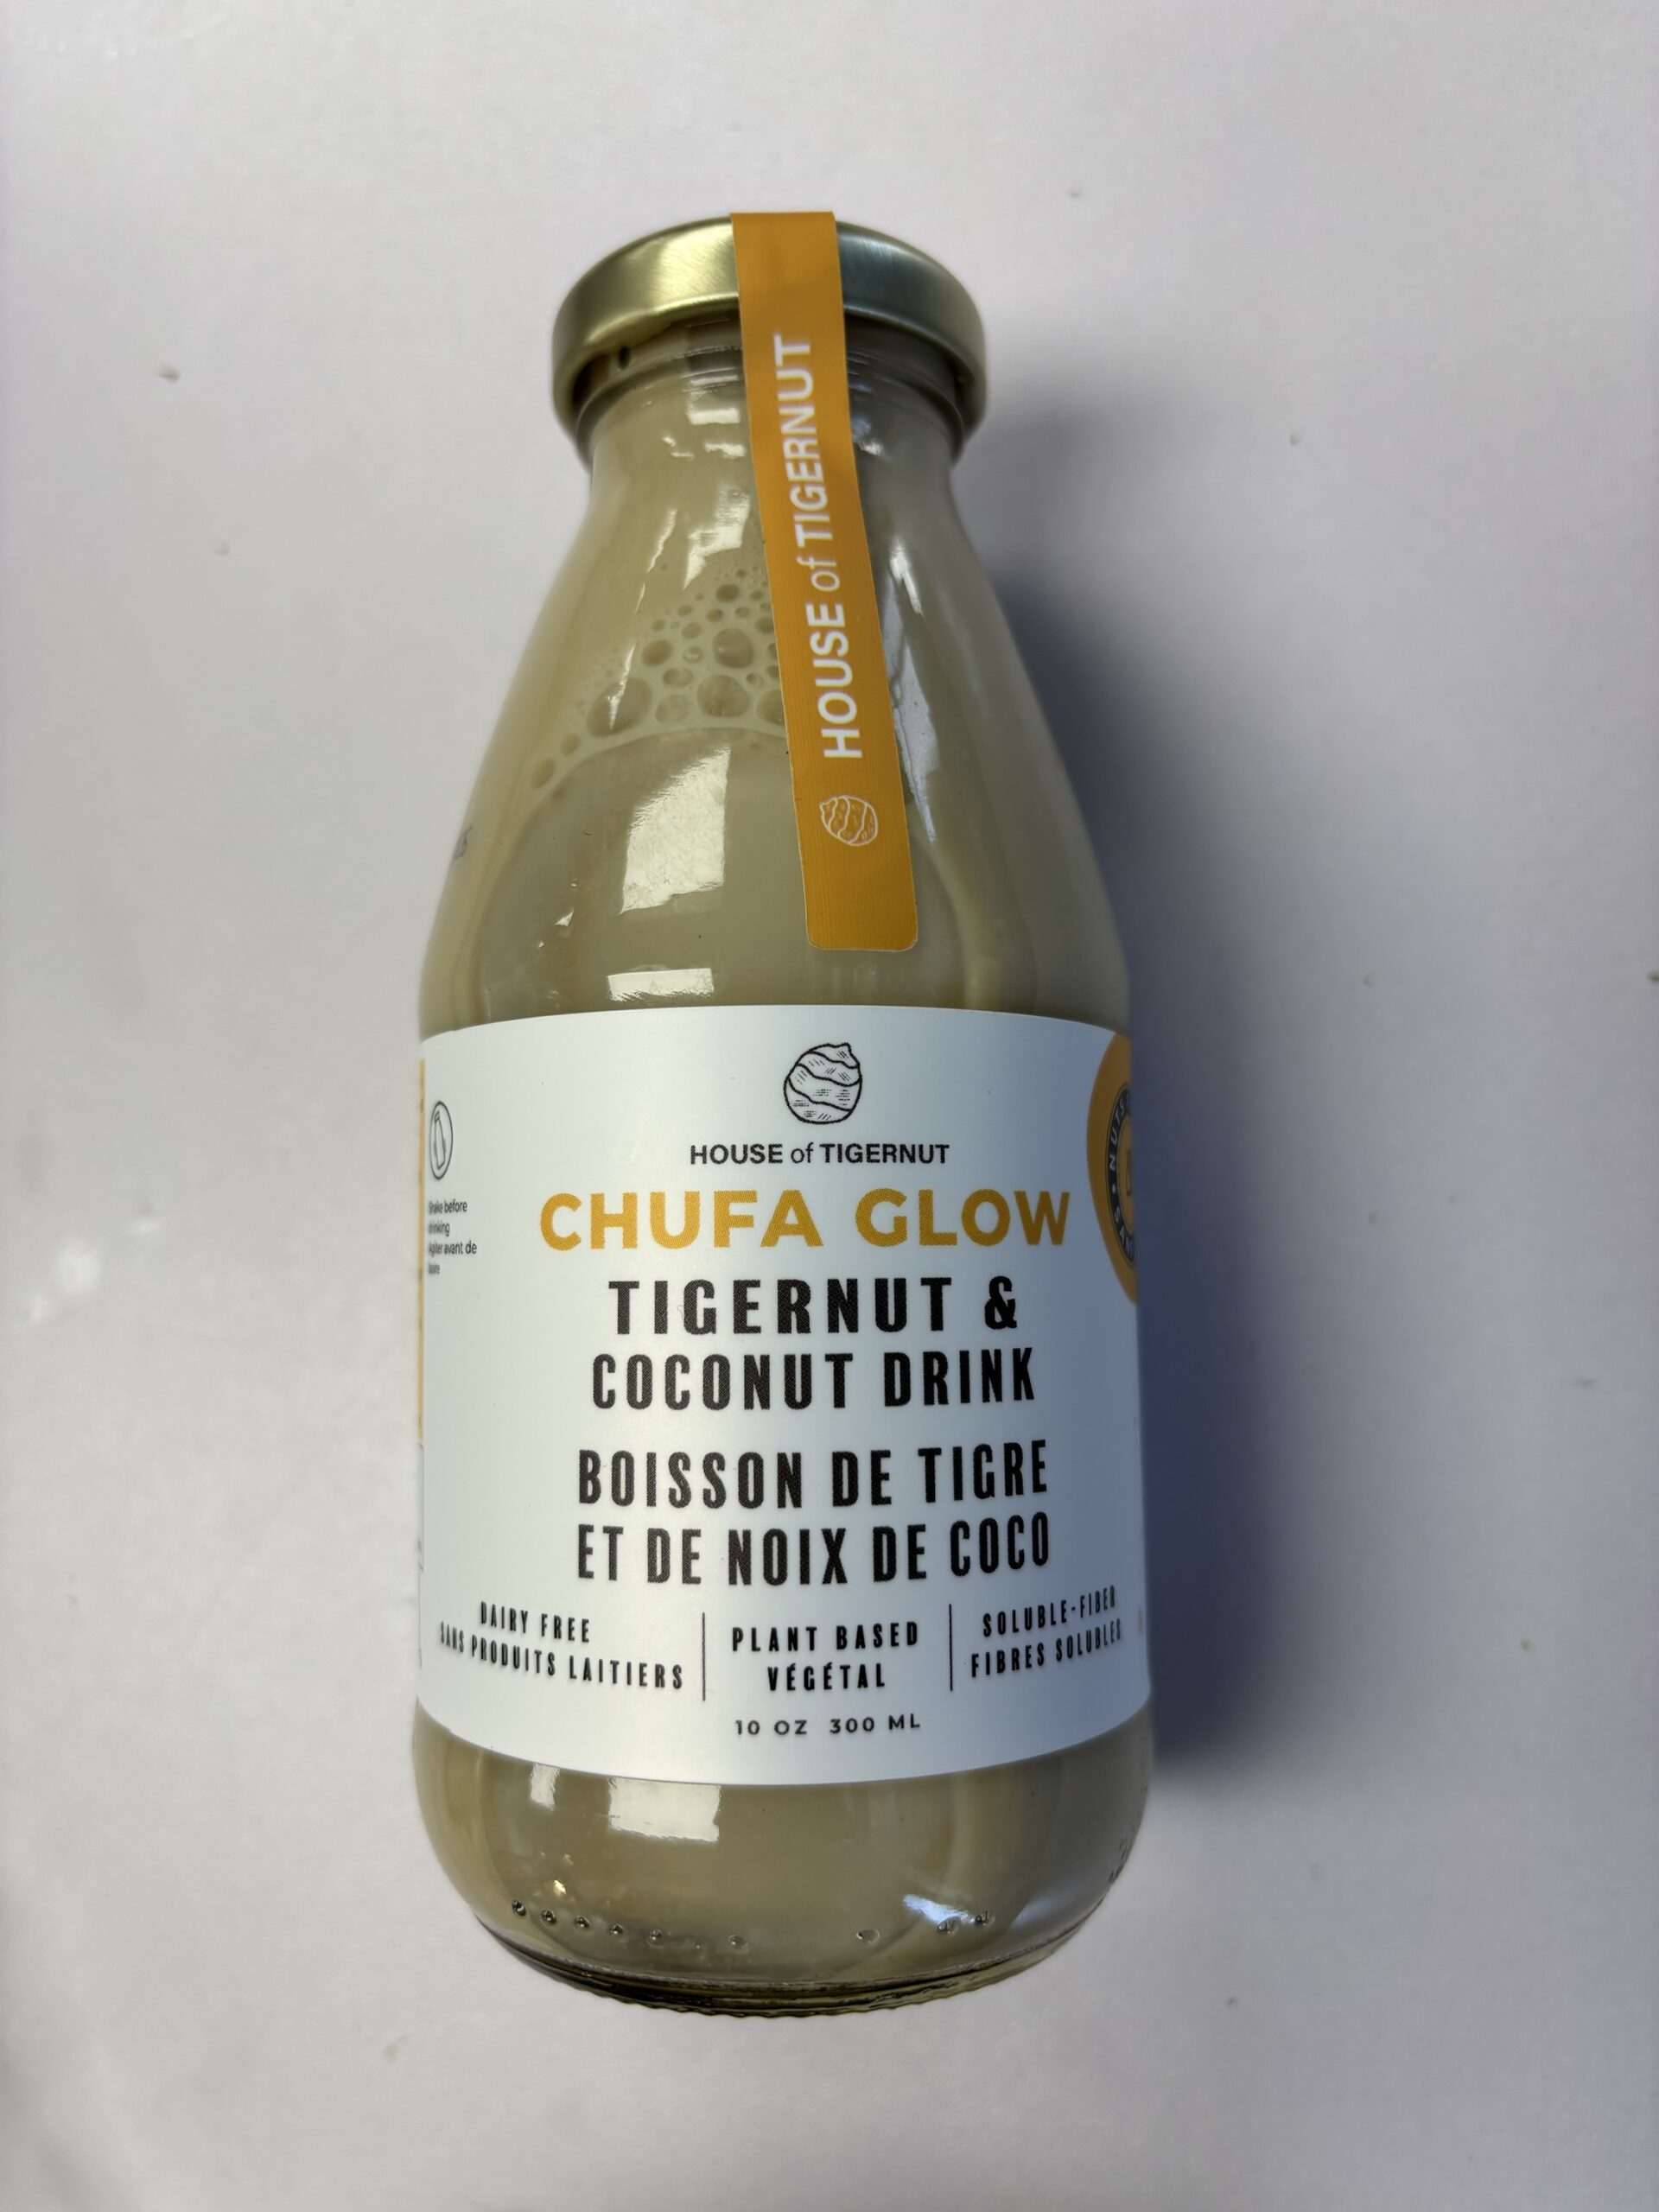 HOUSE of TIGERNUT
HOUSE of TIGERNUT
CHUFA GLOW
TIGERNUT &
COCONUT DRINK
BOISSON DE TIGRE
ET DE NOIX DE COCO
DAIRY FREE
SANS PRODUITS LAITIERS
PLANT BASED
VÉGÉTAL
SOLUBLE-FIBER
FIBRES SOLUBLES
10 OZ 300 ML
Shake before
drinking
Agiter avant de
boire
NUTS